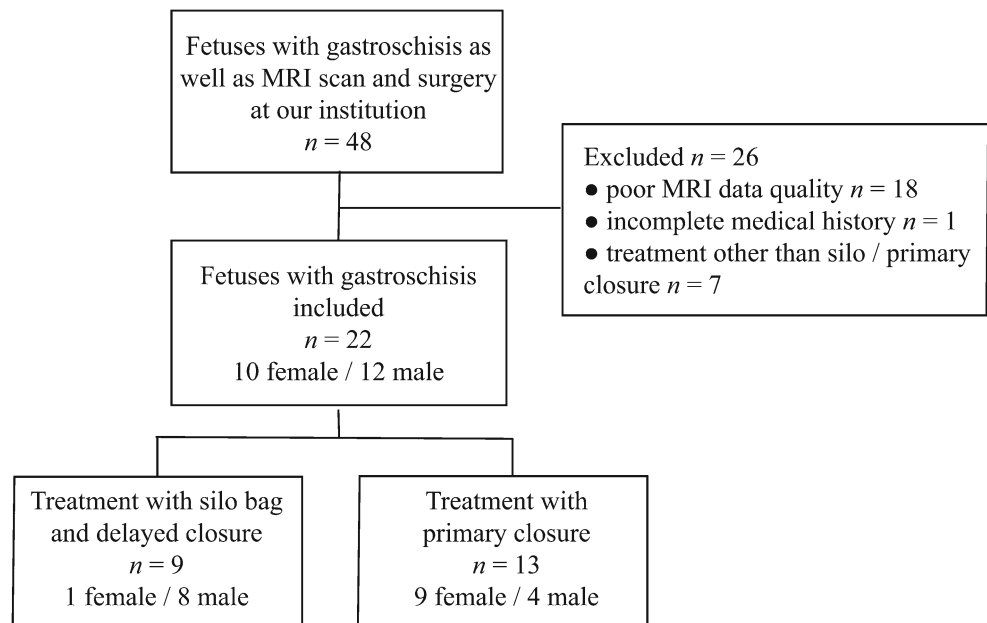 Fetuses with gastroschisis as
well as MRI scan and surgery
at our institution
n = 48
Excluded n = 26
● poor MRI data quality n = 18
● incomplete medical history n = 1
● treatment other than silo / primary
closure n = 7
Fetuses with gastroschisis
included
n = 22
10 female / 12 male
Treatment with silo bag
and delayed closure
n = 9
1 female / 8 male
Treatment with
primary closure
n = 13
9 female / 4 male